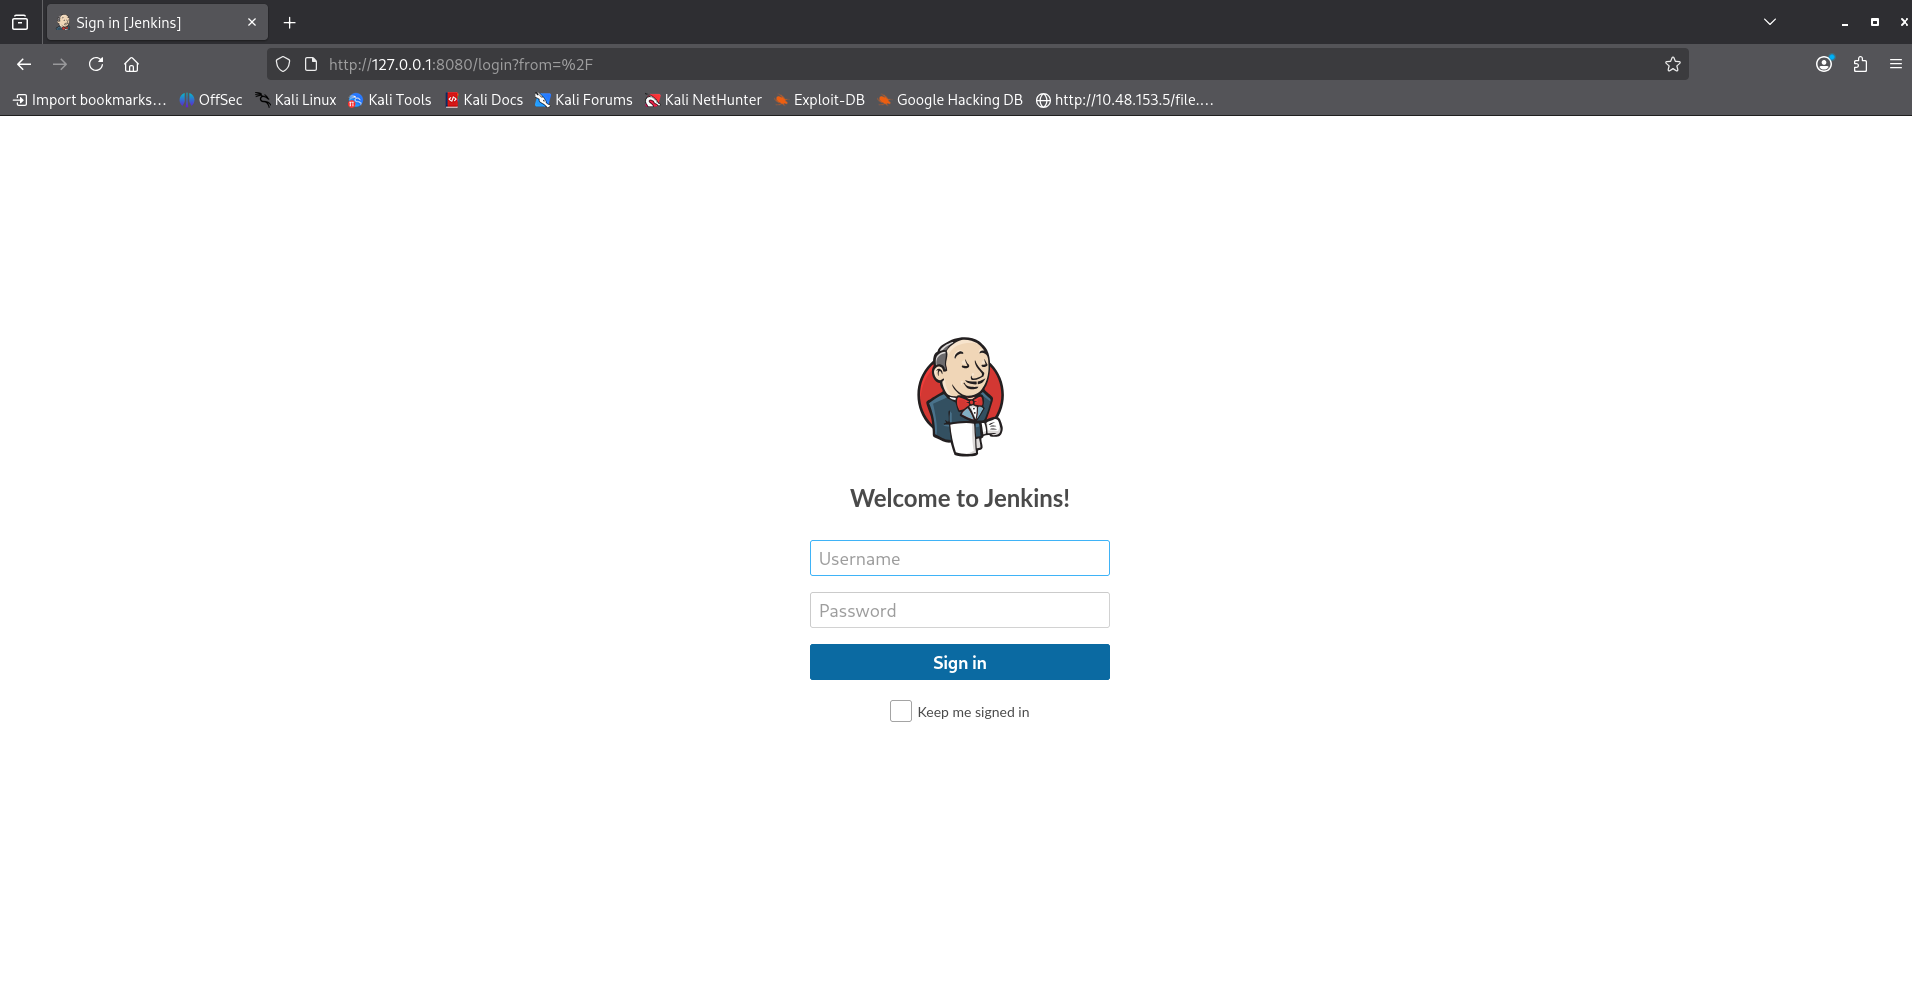 Sign in [Jenkins]
http://127.0.0.1:8080/login?from=%2F
Import bookmarks... OffSec Kali Linux Kali Tools Kali Docs Kali Forums Kali NetHunter Exploit-DB Google Hacking DB http://10.48.153.5/file....
Welcome to Jenkins!
Username
Password
Sign in
Keep me signed in